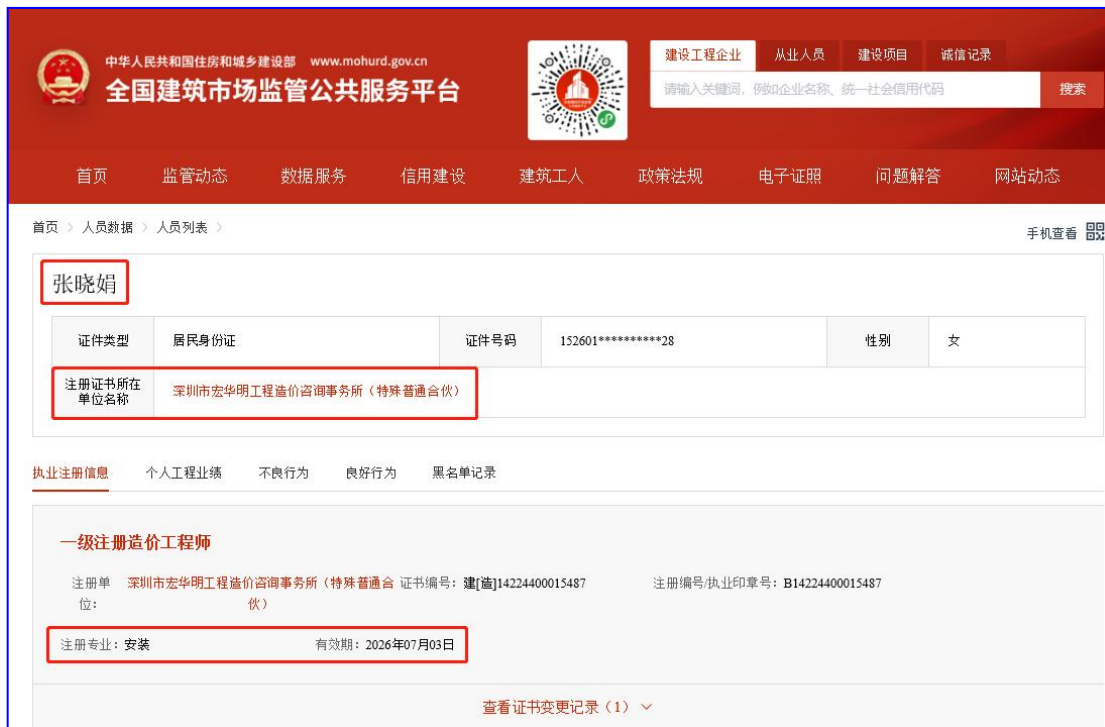 中华人民共和国住房和城乡建设部 www.mohurd.gov.cn
全国建筑市场监管公共服务平台
建设工程企业 从业人员 建设项目 诚信记录
请输入关键词，例如企业名称、统一社会信用代码 搜索
首页 监管动态 数据服务 信用建设 建筑工人 政策法规 电子证照 问题解答 网站动态
首页 > 人员数据 > 人员列表 >
手机查看
张晓娟
证件类型 居民身份证 证件号码 152601**********28 性别 女
注册证书所在
单位名称
深圳市宏华明工程造价咨询事务所（特殊普通合伙）
执业注册信息 个人工程业绩 不良行为 良好行为 黑名单记录
一级注册造价工程师
注册单 深圳市宏华明工程造价咨询事务所（特殊普通合 证书编号：建[造]14224400015487 注册编号/执业印章号：B14224400015487
位： 伙）
注册专业：安装 有效期：2026年07月03日
查看证书变更记录（1）